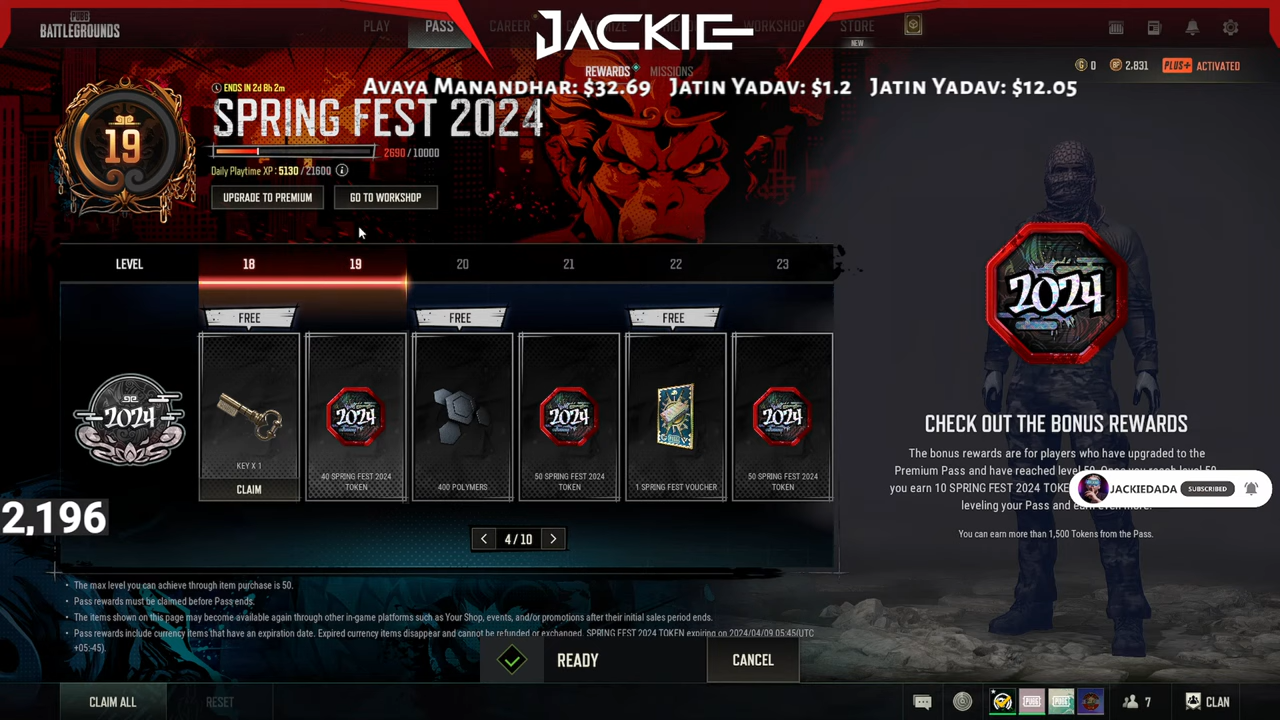 PUBG
BATTLEGROUNDS
PLAY PASS CAREER WORKSHOP STORE
NEW
JACKIE
REWARDS MISSIONS
G 0 BP 2,831 PLUS+ ACTIVATED
Avaya Manandhar: $32.69 Jatin Yadav: $1.2 Jatin Yadav: $12.05
ENDS IN 2d 8h 2m
SPRING FEST 2024
19
2690 / 10000
Daily Playtime XP : 5130 / 21600
UPGRADE TO PREMIUM GO TO WORKSHOP
LEVEL 18 19 20 21 22 23
FREE FREE FREE
2024
2024 2024 2024 2024
KEY X 1
CLAIM
40 SPRING FEST 2024
TOKEN
400 POLYMERS
50 SPRING FEST 2024
TOKEN
1 SPRING FEST VOUCHER
50 SPRING FEST 2024
TOKEN
4 / 10
2,196
CHECK OUT THE BONUS REWARDS
The bonus rewards are for players who have upgraded to the
Premium Pass and have reached level 50. Once you reach level 50,
you earn 10 SPRING FEST 2024 TOKE
leveling your Pass and earn even more.
You can earn more than 1,500 Tokens from the Pass.
JACKIEDADA SUBSCRIBED
• The max level you can achieve through item purchase is 50.
• Pass rewards must be claimed before Pass ends.
• The items shown on this page may become available again through other in-game platforms such as Your Shop, events, and/or promotions after their initial sales period ends.
• Pass rewards include currency items that have an expiration date. Expired currency items disappear and cannot be refunded or exchanged. SPRING FEST 2024 TOKEN expiring on 2024/04/09 05:45(UTC
+05:45).
READY CANCEL
CLAIM ALL RESET
7 CLAN